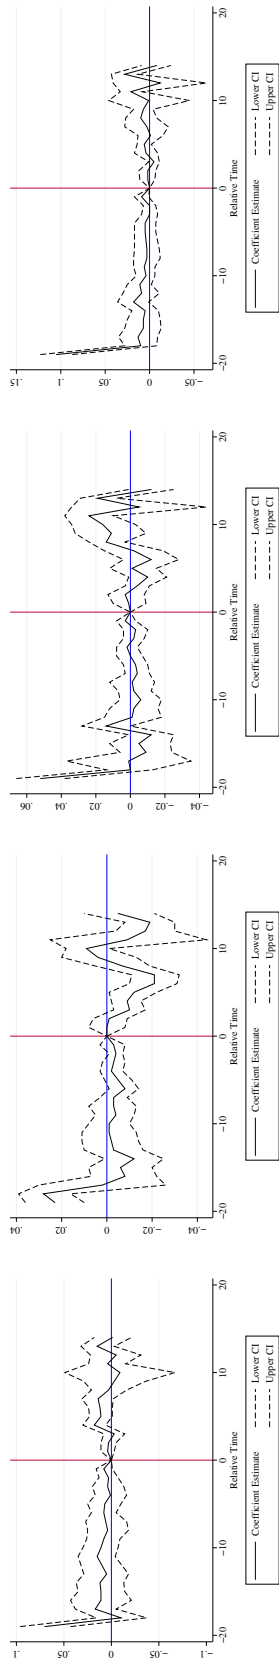 .1
.05
0
-.05
-.1
-20 -10 0 10 20
Relative Time
Coefficient Estimate Lower CI
Upper CI
.04
.02
0
-.02
-.04
-20 -10 0 10 20
Relative Time
Coefficient Estimate Lower CI
Upper CI
.06
.04
.02
0
-.02
-.04
-20 -10 0 10 20
Relative Time
Coefficient Estimate Lower CI
Upper CI
.15
.1
.05
0
-.05
-20 -10 0 10 20
Relative Time
Coefficient Estimate Lower CI
Upper CI